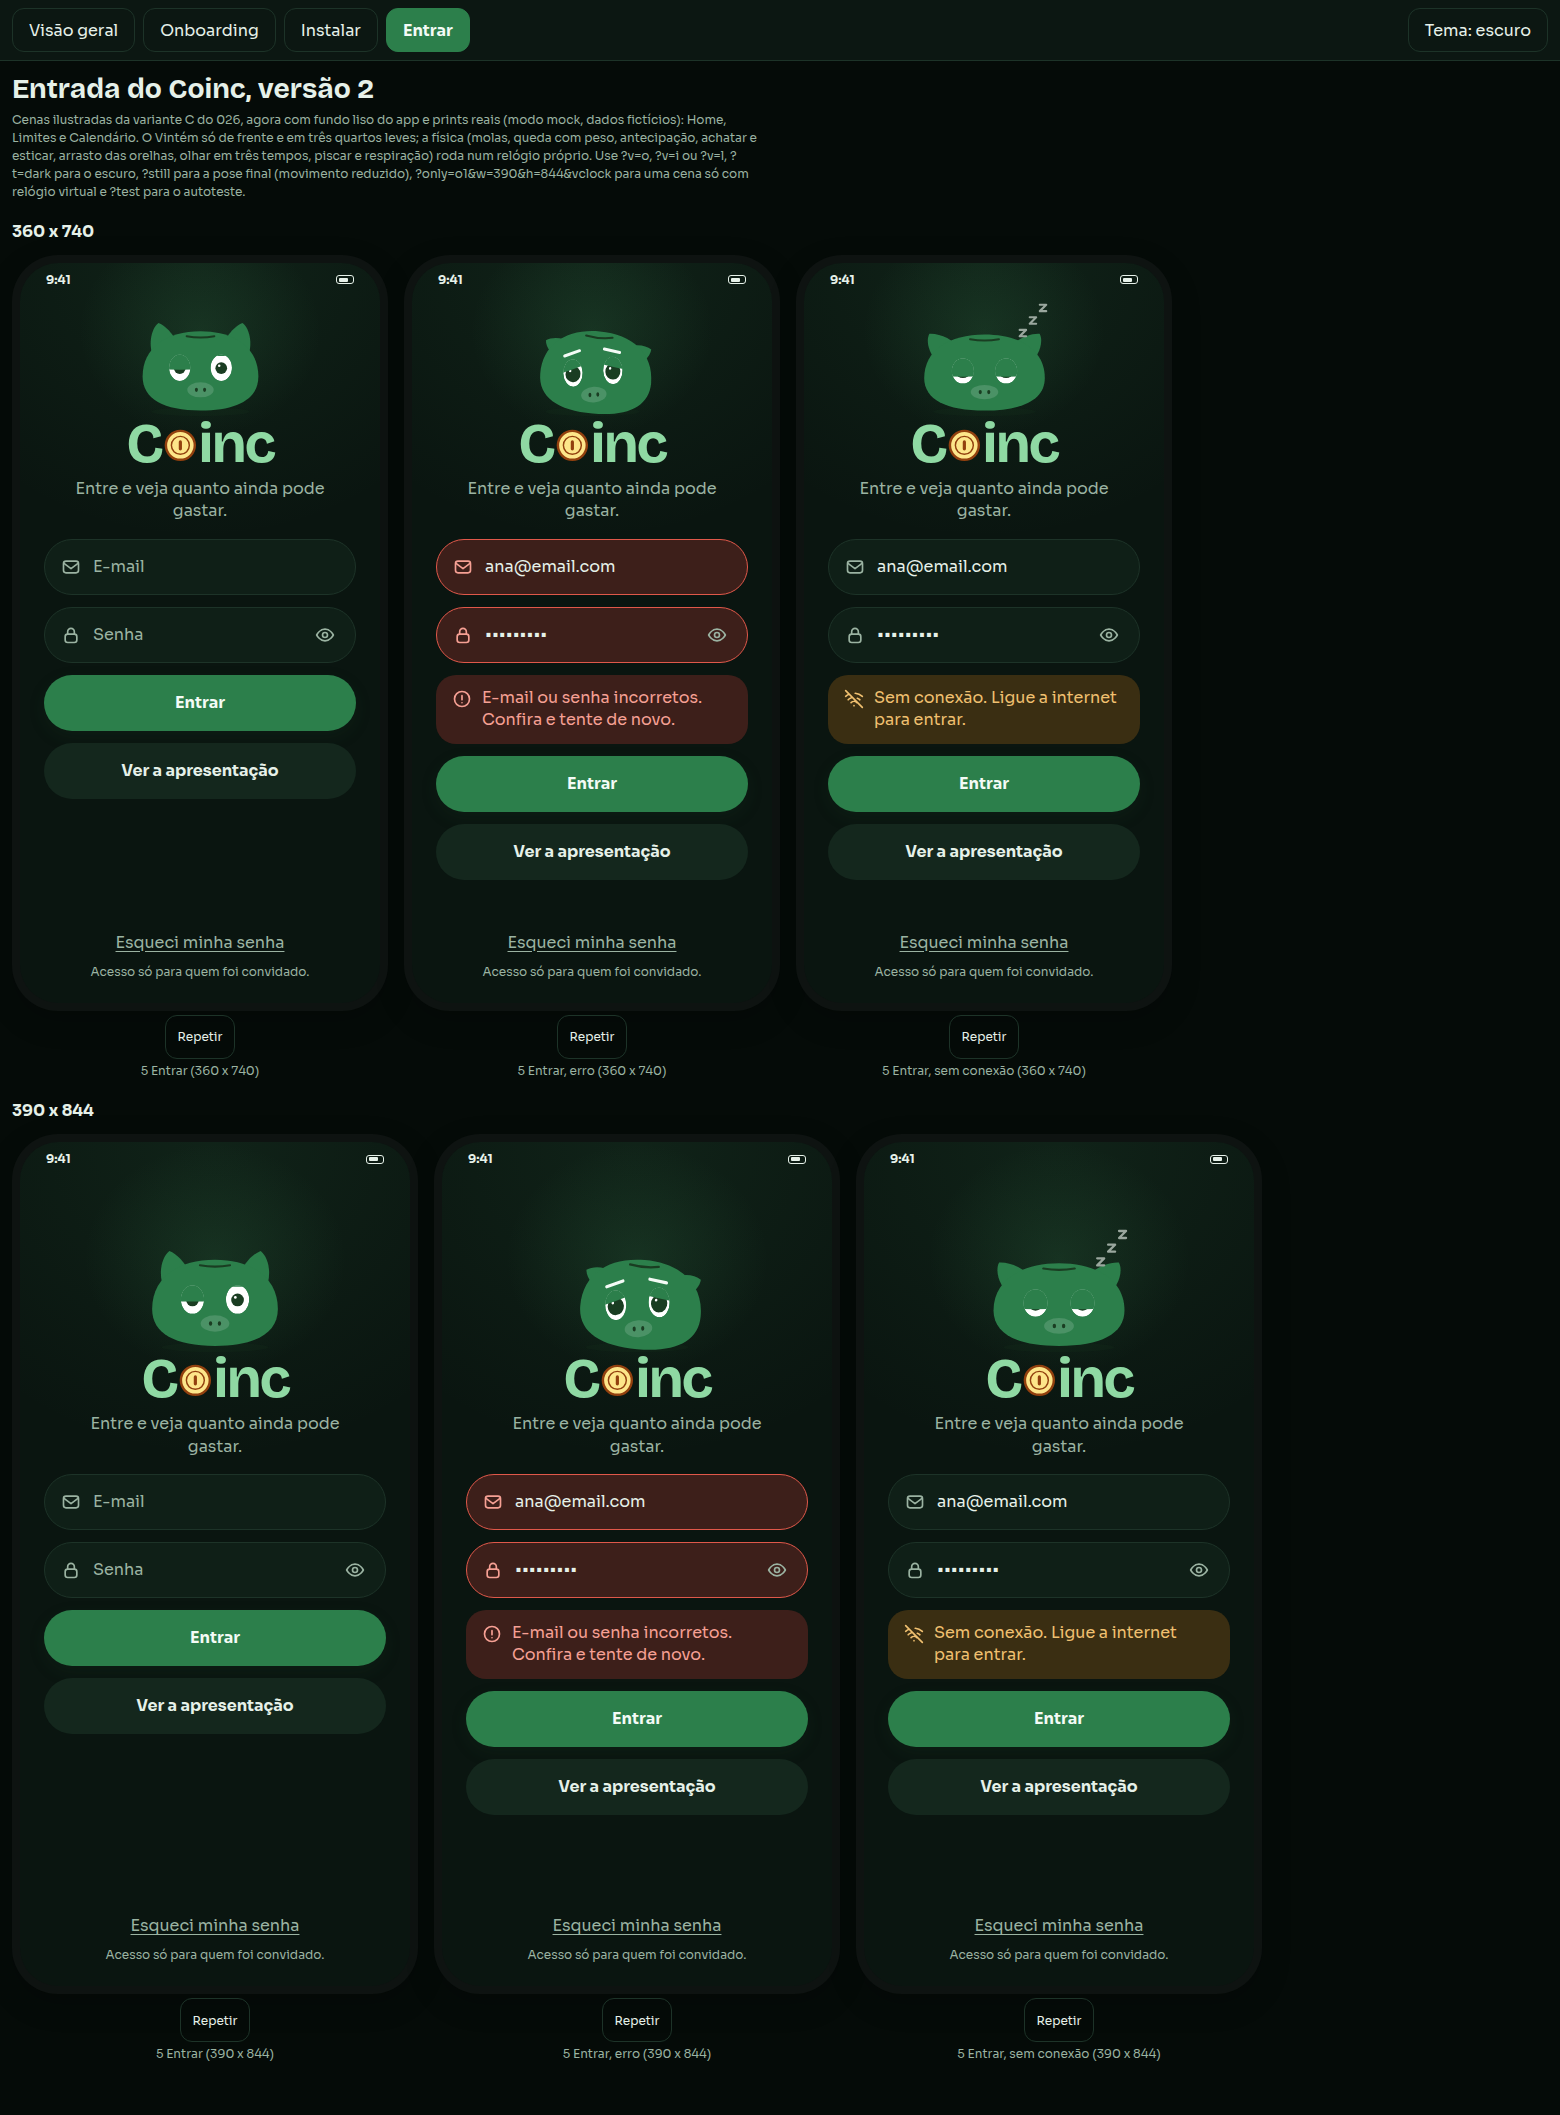 Visão geral
Onboarding
Instalar
Entrar
Tema: escuro
Entrada do Coinc, versão 2
Cenas ilustradas da variante C do 026, agora com fundo liso do app e prints reais (modo mock, dados fictícios): Home,
Limites e Calendário. O Vintém só de frente e em três quartos leves; a física (molas, queda com peso, antecipação, achatar e
esticar, arrasto das orelhas, olhar em três tempos, piscar e respiração) roda num relógio próprio. Use ?v=o, ?v=i ou ?v=l, ?
t=dark para o escuro, ?still para a pose final (movimento reduzido), ?only=o1&w=390&h=844&vclock para uma cena só com
relógio virtual e ?test para o autoteste.
360 x 740
9:41
Coinc
Entre e veja quanto ainda pode
gastar.
E-mail
Senha
Entrar
Ver a apresentação
Esqueci minha senha
Acesso só para quem foi convidado.
Repetir
5 Entrar (360 x 740)
9:41
Coinc
Entre e veja quanto ainda pode
gastar.
ana@email.com
•••••••••
E-mail ou senha incorretos.
Confira e tente de novo.
Entrar
Ver a apresentação
Esqueci minha senha
Acesso só para quem foi convidado.
Repetir
5 Entrar, erro (360 x 740)
9:41
z z z
Coinc
Entre e veja quanto ainda pode
gastar.
ana@email.com
•••••••••
Sem conexão. Ligue a internet
para entrar.
Entrar
Ver a apresentação
Esqueci minha senha
Acesso só para quem foi convidado.
Repetir
5 Entrar, sem conexão (360 x 740)
390 x 844
9:41
Coinc
Entre e veja quanto ainda pode
gastar.
E-mail
Senha
Entrar
Ver a apresentação
Esqueci minha senha
Acesso só para quem foi convidado.
Repetir
5 Entrar (390 x 844)
9:41
Coinc
Entre e veja quanto ainda pode
gastar.
ana@email.com
•••••••••
E-mail ou senha incorretos.
Confira e tente de novo.
Entrar
Ver a apresentação
Esqueci minha senha
Acesso só para quem foi convidado.
Repetir
5 Entrar, erro (390 x 844)
9:41
z z z
Coinc
Entre e veja quanto ainda pode
gastar.
ana@email.com
•••••••••
Sem conexão. Ligue a internet
para entrar.
Entrar
Ver a apresentação
Esqueci minha senha
Acesso só para quem foi convidado.
Repetir
5 Entrar, sem conexão (390 x 844)